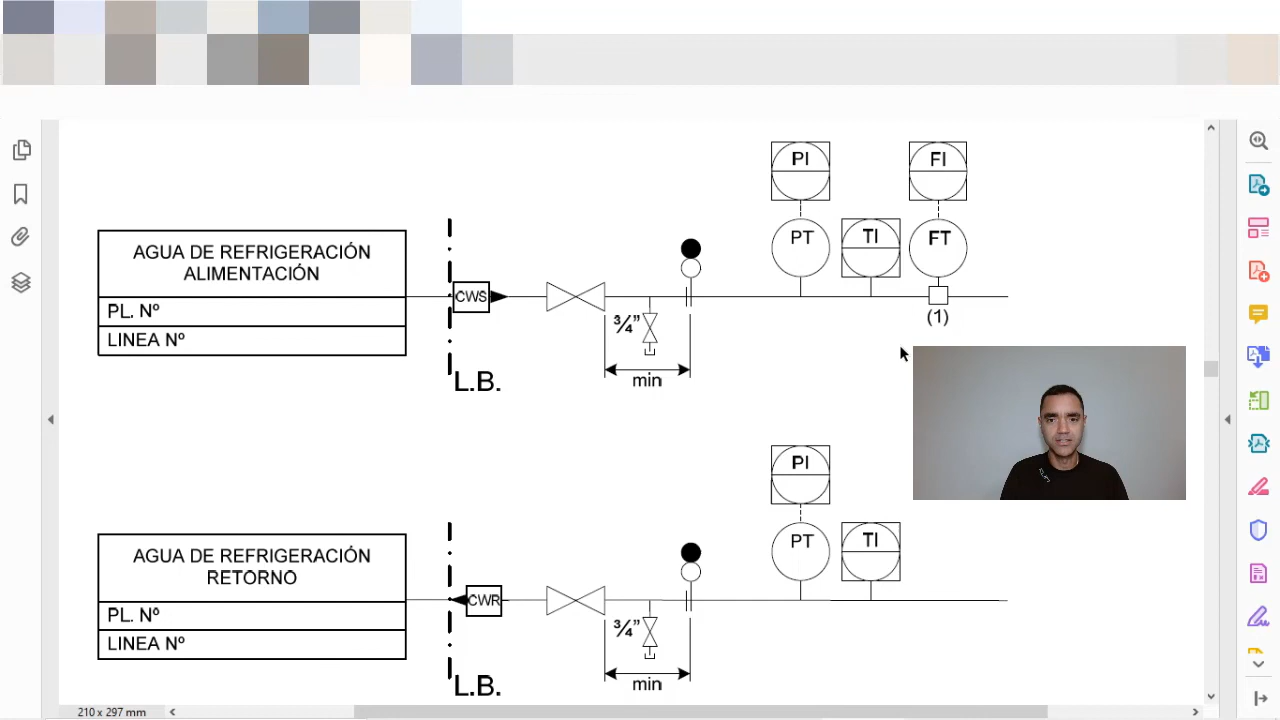 PI
FI
PT
TI
FT
AGUA DE REFRIGERACIÓN
ALIMENTACIÓN
PL. Nº
LINEA Nº
CWS
(1)
¾"
min
L.B.
PI
PT
TI
AGUA DE REFRIGERACIÓN
RETORNO
PL. Nº
LINEA Nº
CWR
¾"
min
L.B.
210 x 297 mm